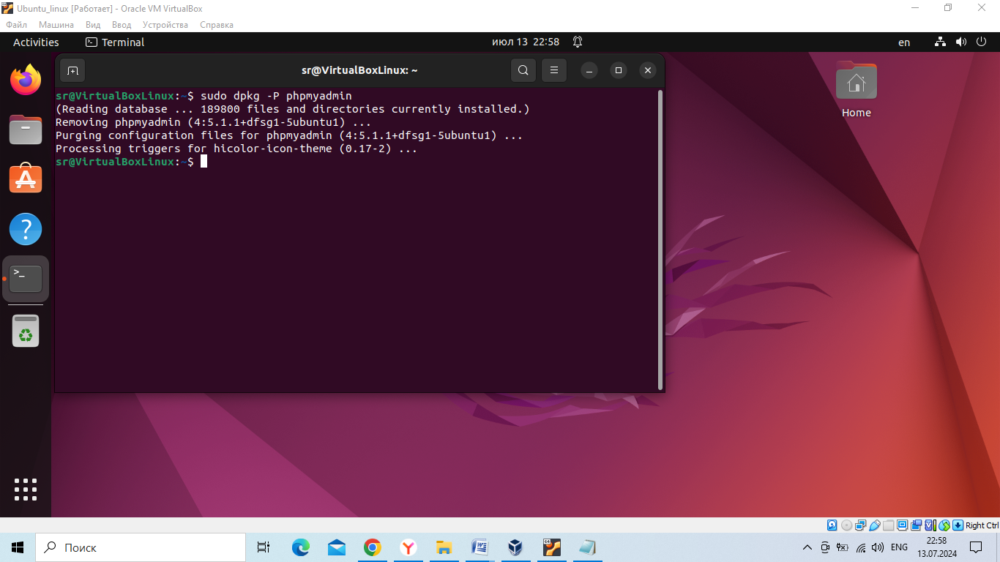 Ubuntu_linux [Работает] - Oracle VM VirtualBox
Файл Машина Вид Ввод Устройства Справка
Activities Terminal июл 13 22:58 en
sr@VirtualBoxLinux: ~
sr@VirtualBoxLinux:~$ sudo dpkg -P phpmyadmin
(Reading database ... 189800 files and directories currently installed.)
Removing phpmyadmin (4:5.1.1+dfsg1-5ubuntu1) ...
Purging configuration files for phpmyadmin (4:5.1.1+dfsg1-5ubuntu1) ...
Processing triggers for hicolor-icon-theme (0.17-2) ...
sr@VirtualBoxLinux:~$
Home
Right Ctrl
Поиск
ENG
22:58
13.07.2024